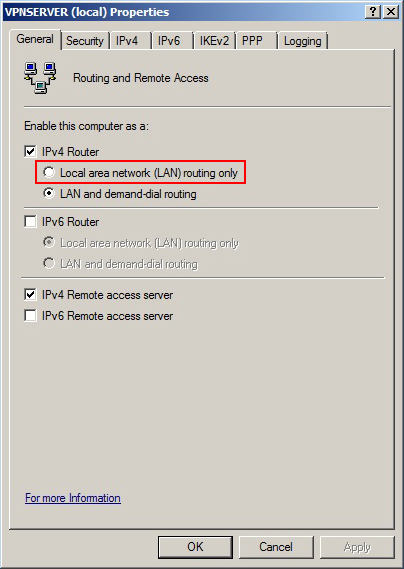 VPNSERVER (local) Properties
General Security IPv4 IPv6 IKEv2 PPP Logging
Routing and Remote Access
Enable this computer as a:
IPv4 Router
Local area network (LAN) routing only
LAN and demand-dial routing
IPv6 Router
Local area network (LAN) routing only
LAN and demand-dial routing
IPv4 Remote access server
IPv6 Remote access server
For more Information
OK Cancel Apply